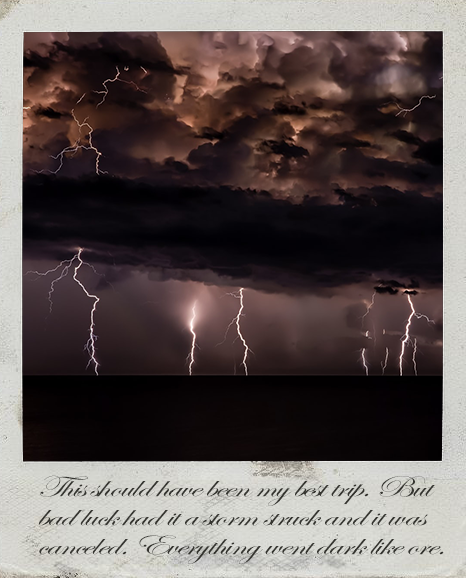 This should have been my best trip. But
bad luck had it a storm struck and it was
canceled. Everything went dark like ore.